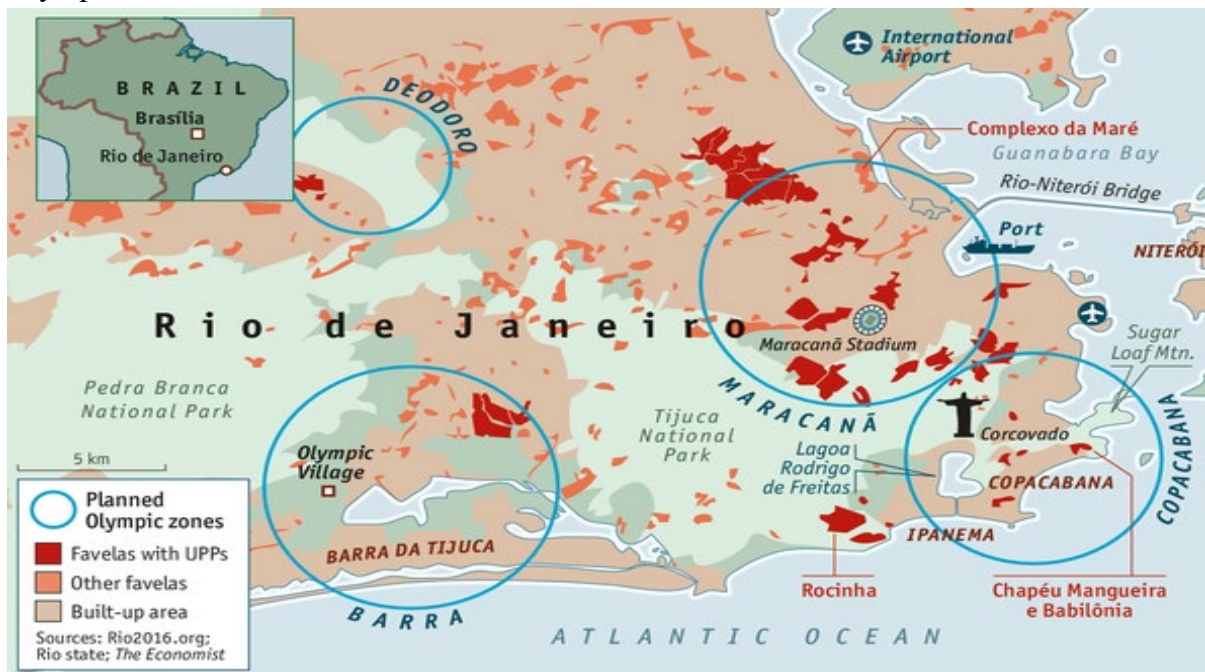 BRAZIL
Brasília
Rio de Janeiro
DEODORO
International
Airport
Complexo da Maré
Guanabara Bay
Rio-Niterói Bridge
Port
NITERÓI
Rio de Janeiro
Maracanã Stadium
Sugar
Loaf Mtn.
Pedra Branca
National Park
MARACANÃ
Tijuca
National
Park
Corcovado
COPACABANA
5 km
Olympic
Village
Lagoa
Rodrigo
de Freitas
COPACABANA
Planned
Olympic zones
Favelas with UPPs
Other favelas
Built-up area
Sources: Rio2016.org;
Rio state; The Economist
BARRA DA TIJUCA
IPANEMA
BARRA
Rocinha
Chapéu Mangueira
e Babilônia
ATLANTIC OCEAN